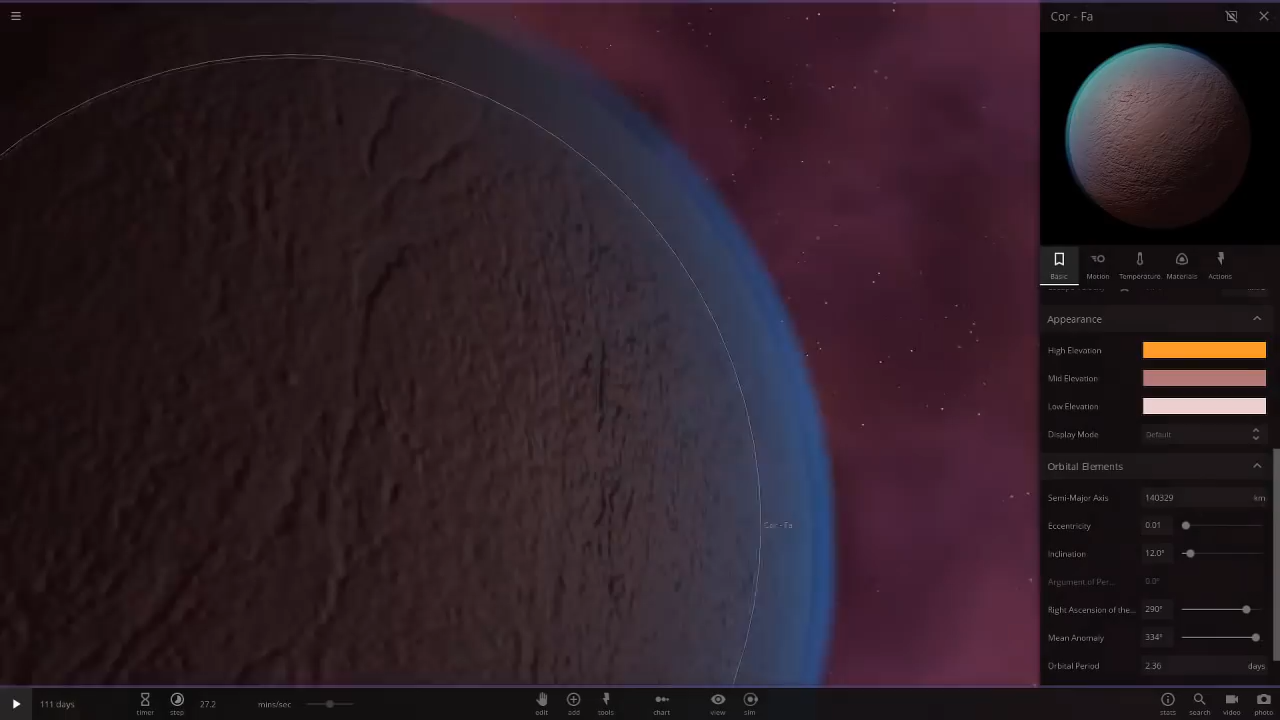 Cor - Fa
Basic
Motion
Temperature
Materials
Actions
Appearance
High Elevation
Mid Elevation
Low Elevation
Display Mode
Default
Orbital Elements
Semi-Major Axis 140329 km
Eccentricity 0.01
Inclination 12.0°
Argument of Per... 0.0°
Right Ascension of the... 290°
Mean Anomaly 334°
Orbital Period 2.36 days
Cor - Fa
111 days
timer
step
27.2 mins/sec
edit
add
tools
chart
view
sim
stats
search
video
photo